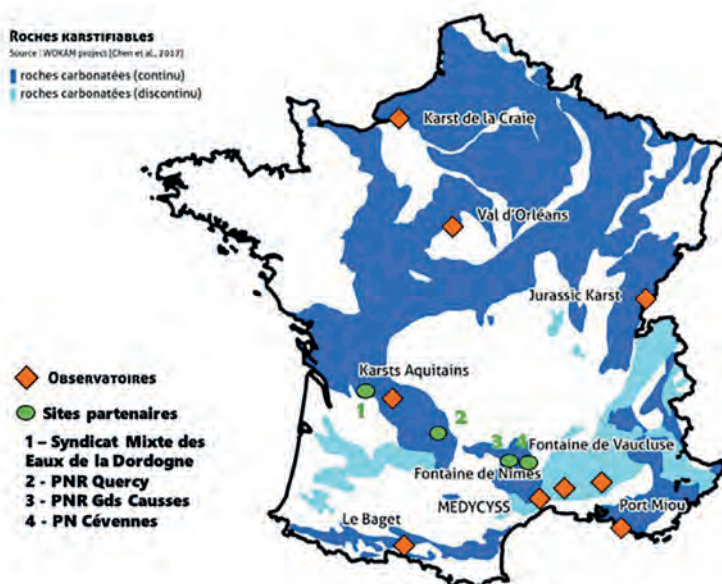 ROCHES KARSTIFIABLES
Source : WOKAM project [Chen et al., 2017]
roches carbonatées (continu)
roches carbonatées (discontinu)
Karst de la Craie
Val d'Orléans
Jurassic Karst
Karsts Aquitains
1
2
3 4
Fontaine de Vaucluse
Fontaine de Nîmes
MEDYCYSS
Port Miou
Le Baget
OBSERVATOIRES
Sites partenaires
1 – Syndicat Mixte des
Eaux de la Dordogne
2 - PNR Quercy
3 - PNR Gds Causses
4 - PN Cévennes